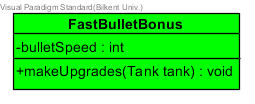 Visual Paradigm Standard(Bilkent Univ.)
FastBulletBonus
-bulletSpeed : int
+makeUpgrades(Tank tank) : void